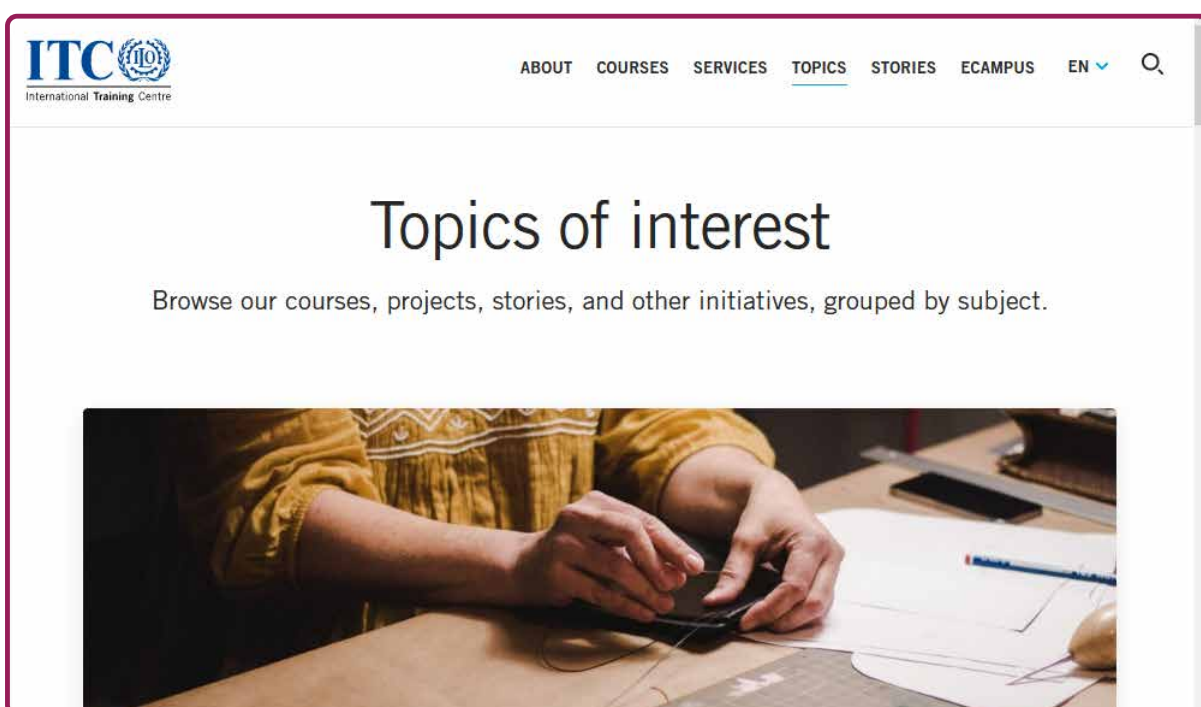 ITC ILO
International Training Centre
ABOUT COURSES SERVICES TOPICS STORIES ECAMPUS EN
Topics of interest
Browse our courses, projects, stories, and other initiatives, grouped by subject.